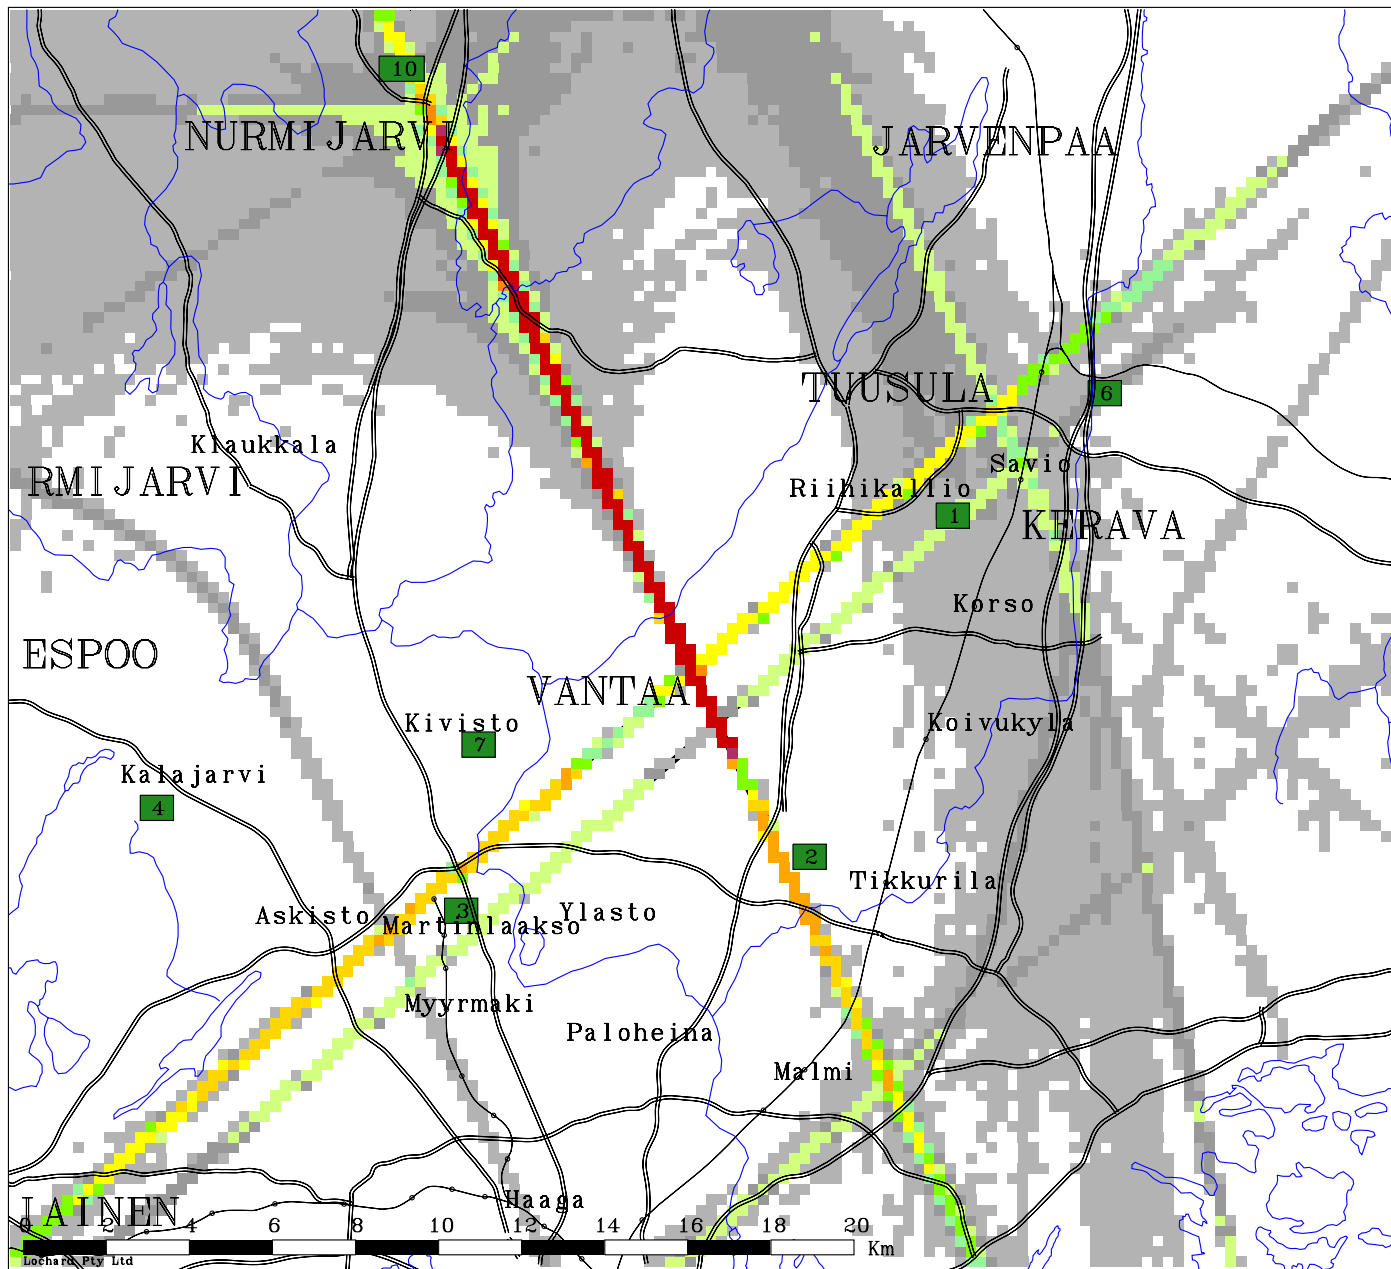 10
NURMIJARVI
JARVENPAA
TUUSULA
6
Klaukkala
Savio
RMIJARVI
Riihikallio
1
KERAVA
Korso
ESPOO
VANTAA
Kivisto
Koivukyla
7
Kalajarvi
4
2
Tikkurila
Askisto
3
Ylasto
Martinlaakso
Myyrmaki
Paloheina
Malmi
Haaga
LAINEN
0 2 4 6 8 10 12 14 16 18 20
Km
Lochard Pty Ltd